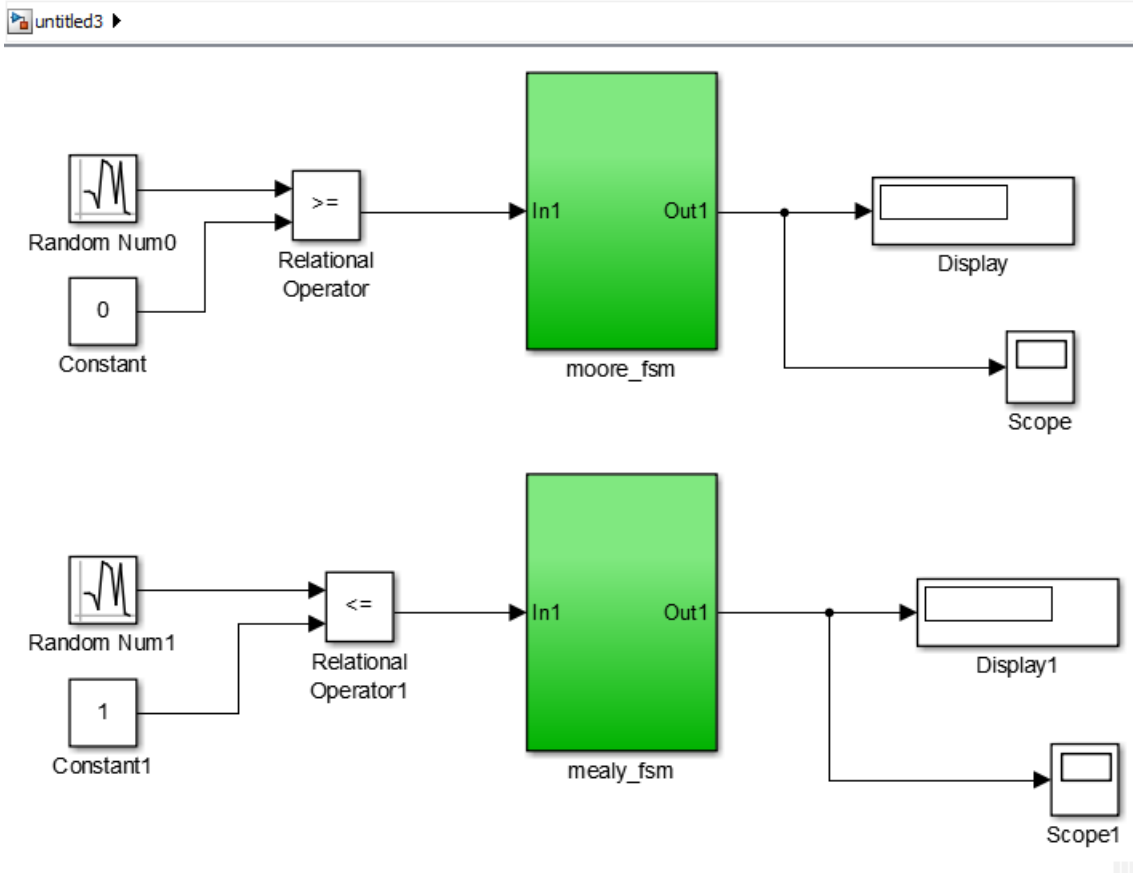 untitled3
Random Num0
0
Constant
>=
Relational
Operator
In1
Out1
moore_fsm
Display
Scope
Random Num1
1
Constant1
<=
Relational
Operator1
In1
Out1
mealy_fsm
Display1
Scope1